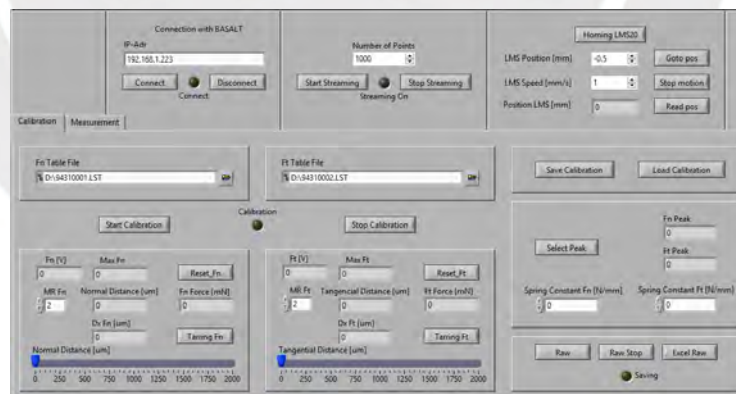 Connection with BASALT
IP-Adr
192.168.1.223
Connect Disconnect
Connect
Number of Points
1000
Start Streaming Stop Streaming
Streaming On
Homing LMS20
LMS Position [mm] -0.5 Goto pos
LMS Speed [mm/s] 1 Stop motion
Position LMS [mm] 0 Read pos
Calibration Measurement
Fn Table File
D:\94310001.LST
Ft Table File
D:\94310002.LST
Save Calibration Load Calibration
Start Calibration Calibration Stop Calibration
Fn [V] Max Fn
0 0 Reset_Fn
MR Fn Normal Distance [um] Fn Force [mN]
2 0 0
Dx Fn [um]
0 Tarring Fn
Normal Distance [um]
0 250 500 750 1000 1250 1500 1750 2000
Ft [V] Max Ft
0 0 Reset_Ft
MR Ft Tangencial Distance [um] Ft Force [mN]
2 0 0
Dx Ft [um]
0 Tarring Ft
Tangential Distance [um]
0 250 500 750 1000 1250 1500 1750 2000
Select Peak
Fn Peak
0
Ft Peak
0
Spring Constant Fn [N/mm] Spring Constant Ft [N/mm]
0 0
Raw Raw Stop Excel Raw
Saving